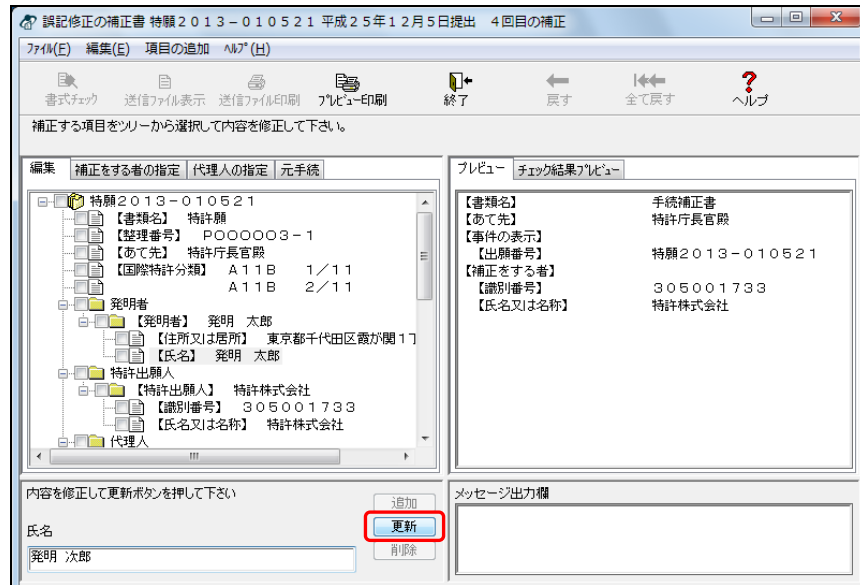 誤記修正の補正書 特願2013-010521 平成25年12月5日提出 4回目の補正
ファイル(F) 編集(E) 項目の追加 ヘルプ(H)
書式チェック 送信ファイル表示 送信ファイル印刷 プレビュー印刷 終了 戻す 全て戻す ヘルプ
補正する項目をツリーから選択して内容を修正して下さい。
編集 補正をする者の指定 代理人の指定 元手続
特願2013-010521
【書類名】 特許願
【整理番号】 P000003-1
【あて先】 特許庁長官殿
【国際特許分類】 A11B 1/11
A11B 2/11
発明者
【発明者】 発明 太郎
【住所又は居所】 東京都千代田区霞が関1丁
【氏名】 発明 太郎
特許出願人
【特許出願人】 特許株式会社
【識別番号】 305001733
【氏名又は名称】 特許株式会社
代理人
プレビュー チェック結果プレビュー
【書類名】 手続補正書
【あて先】 特許庁長官殿
【事件の表示】
【出願番号】 特願2013-010521
【補正をする者】
【識別番号】 305001733
【氏名又は名称】 特許株式会社
内容を修正して更新ボタンを押して下さい
追加
氏名
更新
発明 次郎
削除
メッセージ出力欄